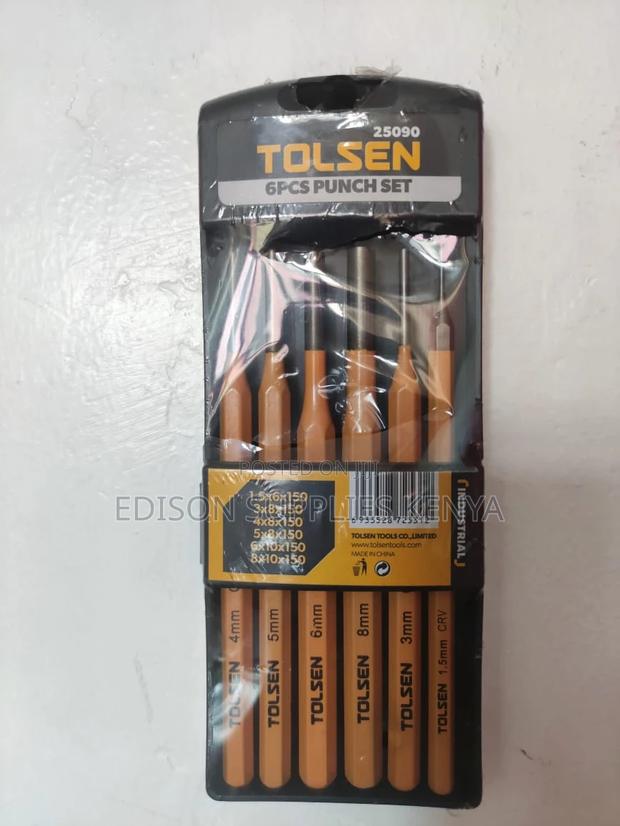 25090
TOLSEN
6PCS PUNCH SET
POSTED ON
EDISON SUPPLIES KENYA
1.5x6x150
3x8x150
4x8x150
5x8x150
6x10x150
8x10x150
TOLSEN TOOLS CO.,LIMITED
www.tolsentools.com
MADE IN CHINA
INDUSTRIAL
TOLSEN 4mm
TOLSEN 5mm
TOLSEN 6mm
TOLSEN 8mm
TOLSEN 3mm
TOLSEN 1.5mm CRV